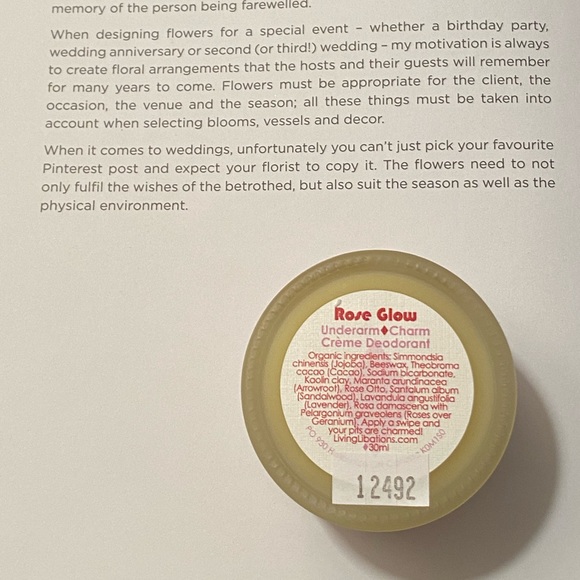 memory of the person being farewelled.
When designing flowers for a special event – whether a birthday party,
wedding anniversary or second (or third!) wedding – my motivation is always
to create floral arrangements that the hosts and their guests will remember
for many years to come. Flowers must be appropriate for the client, the
occasion, the venue and the season; all these things must be taken into
account when selecting blooms, vessels and decor.
When it comes to weddings, unfortunately you can't just pick your favourite
Pinterest post and expect your florist to copy it. The flowers need to not
only fulfil the wishes of the betrothed, but also suit the season as well as the
physical environment.
Rose Glow
Underarm♦Charm
Crème Deodorant
Organic ingredients: Simmondsia
chinensis (Jojoba), Beeswax, Theobroma
cacao (Cacao), Sodium bicarbonate,
Kaolin clay, Maranta arundinacea
(Arrowroot), Rose Otto, Santalum album
(Sandalwood), Lavandula angustifolia
(Lavender), Rosa damascena with
Pelargonium graveolens (Roses over
Geranium). Apply a swipe and
your pits are charmed!
LivingLibations.com
30ml
PO 930 H
K0M1S0
12492